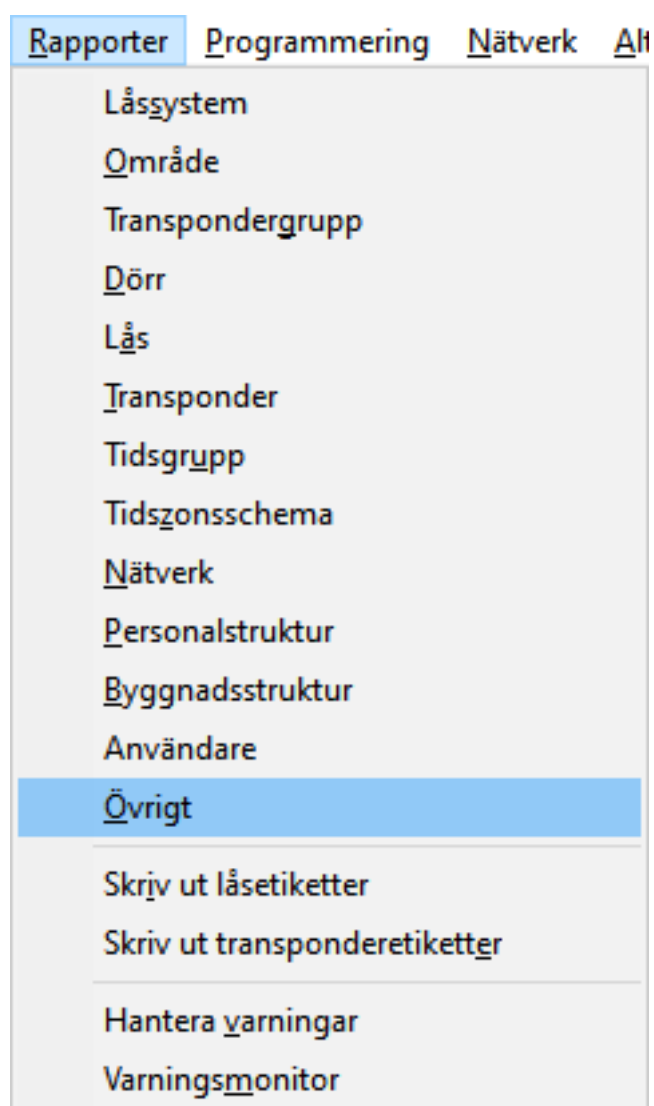 Rapporter Programmering Nätverk Alt
Låssystem
Område
Transpondergrupp
Dörr
Lås
Transponder
Tidsgrupp
Tidszonsschema
Nätverk
Personalstruktur
Byggnadsstruktur
Användare
Övrigt
Skriv ut låsetiketter
Skriv ut transponderetiketter
Hantera varningar
Varningsmonitor